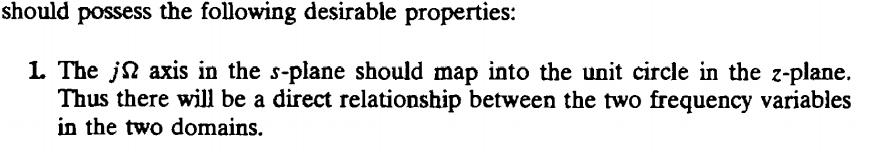 should possess the following desirable properties:
1. The jΩ axis in the s-plane should map into the unit circle in the z-plane.
Thus there will be a direct relationship between the two frequency variables
in the two domains.